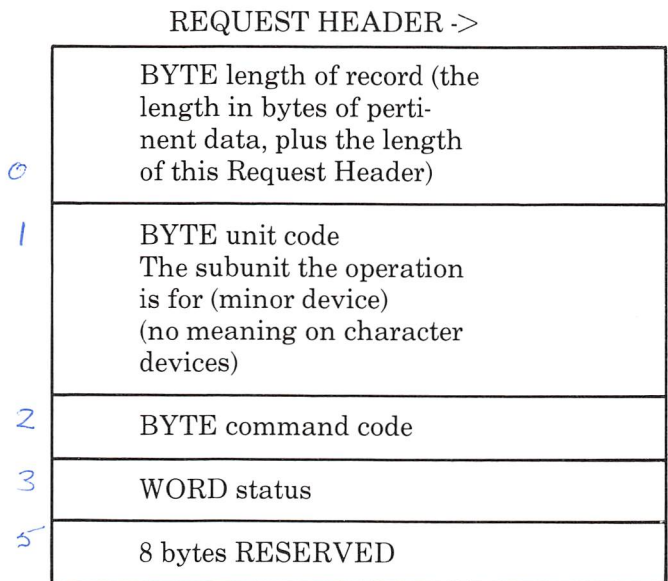 REQUEST HEADER ->
BYTE length of record (the
length in bytes of perti-
nent data, plus the length
0 of this Request Header)
1 BYTE unit code
The subunit the operation
is for (minor device)
(no meaning on character
devices)
2 BYTE command code
3 WORD status
5 8 bytes RESERVED